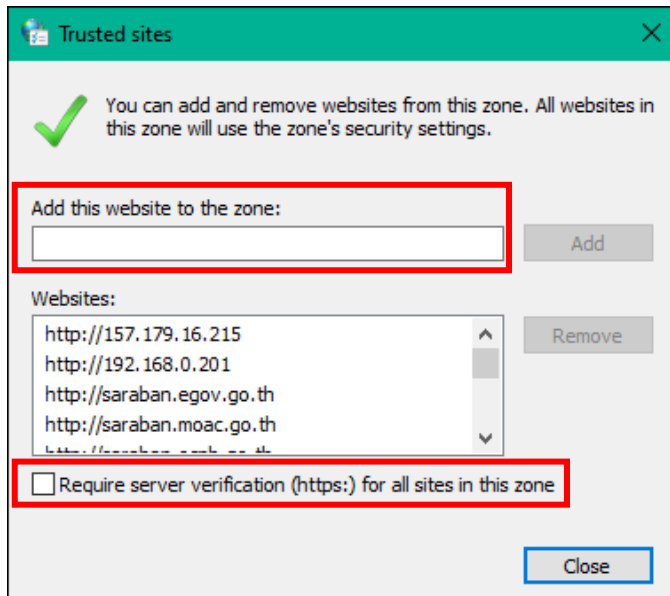 Trusted sites
You can add and remove websites from this zone. All websites in
this zone will use the zone's security settings.
Add this website to the zone:
Add
Websites:
http://157.179.16.215
Remove
http://192.168.0.201
http://saraban.egov.go.th
http://saraban.moac.go.th
Require server verification (https:) for all sites in this zone
Close